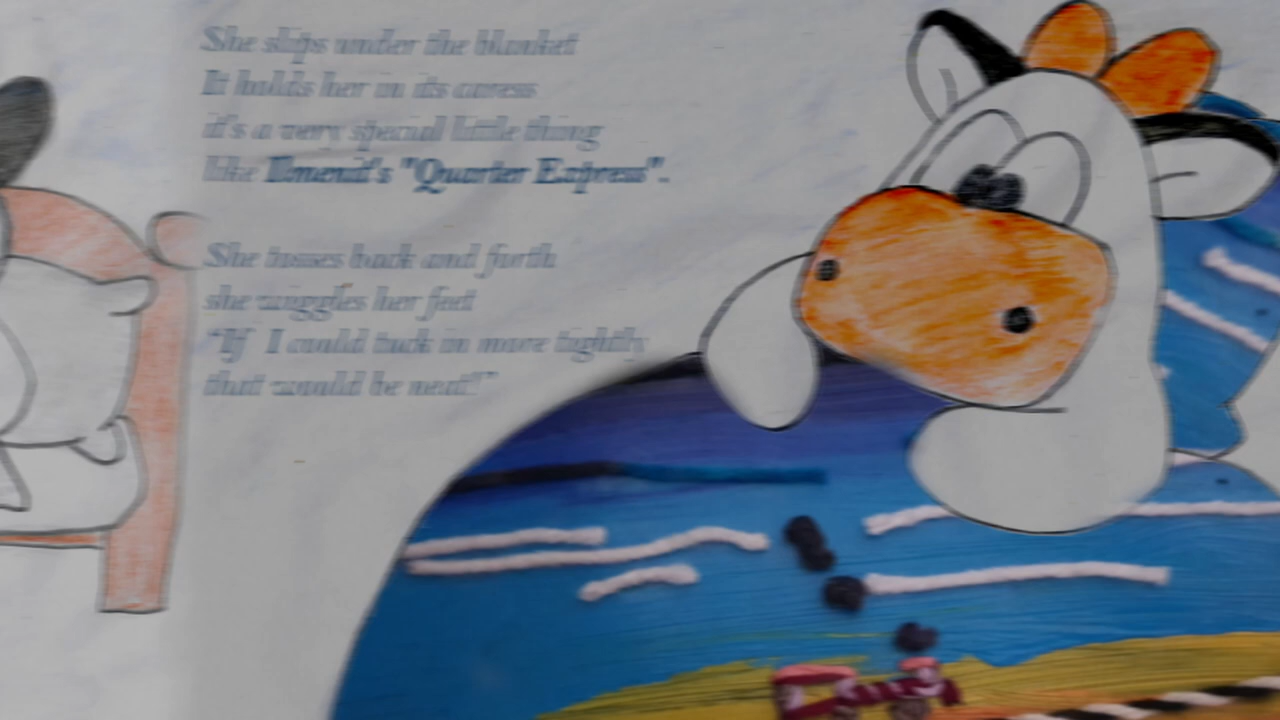 She slips under the blanket
It holds her in its caress
it's a very special little thing
like "Quarter Express".
She tosses back and forth
she wiggles her feet
"If I could tuck in more tightly
that would be neat!"